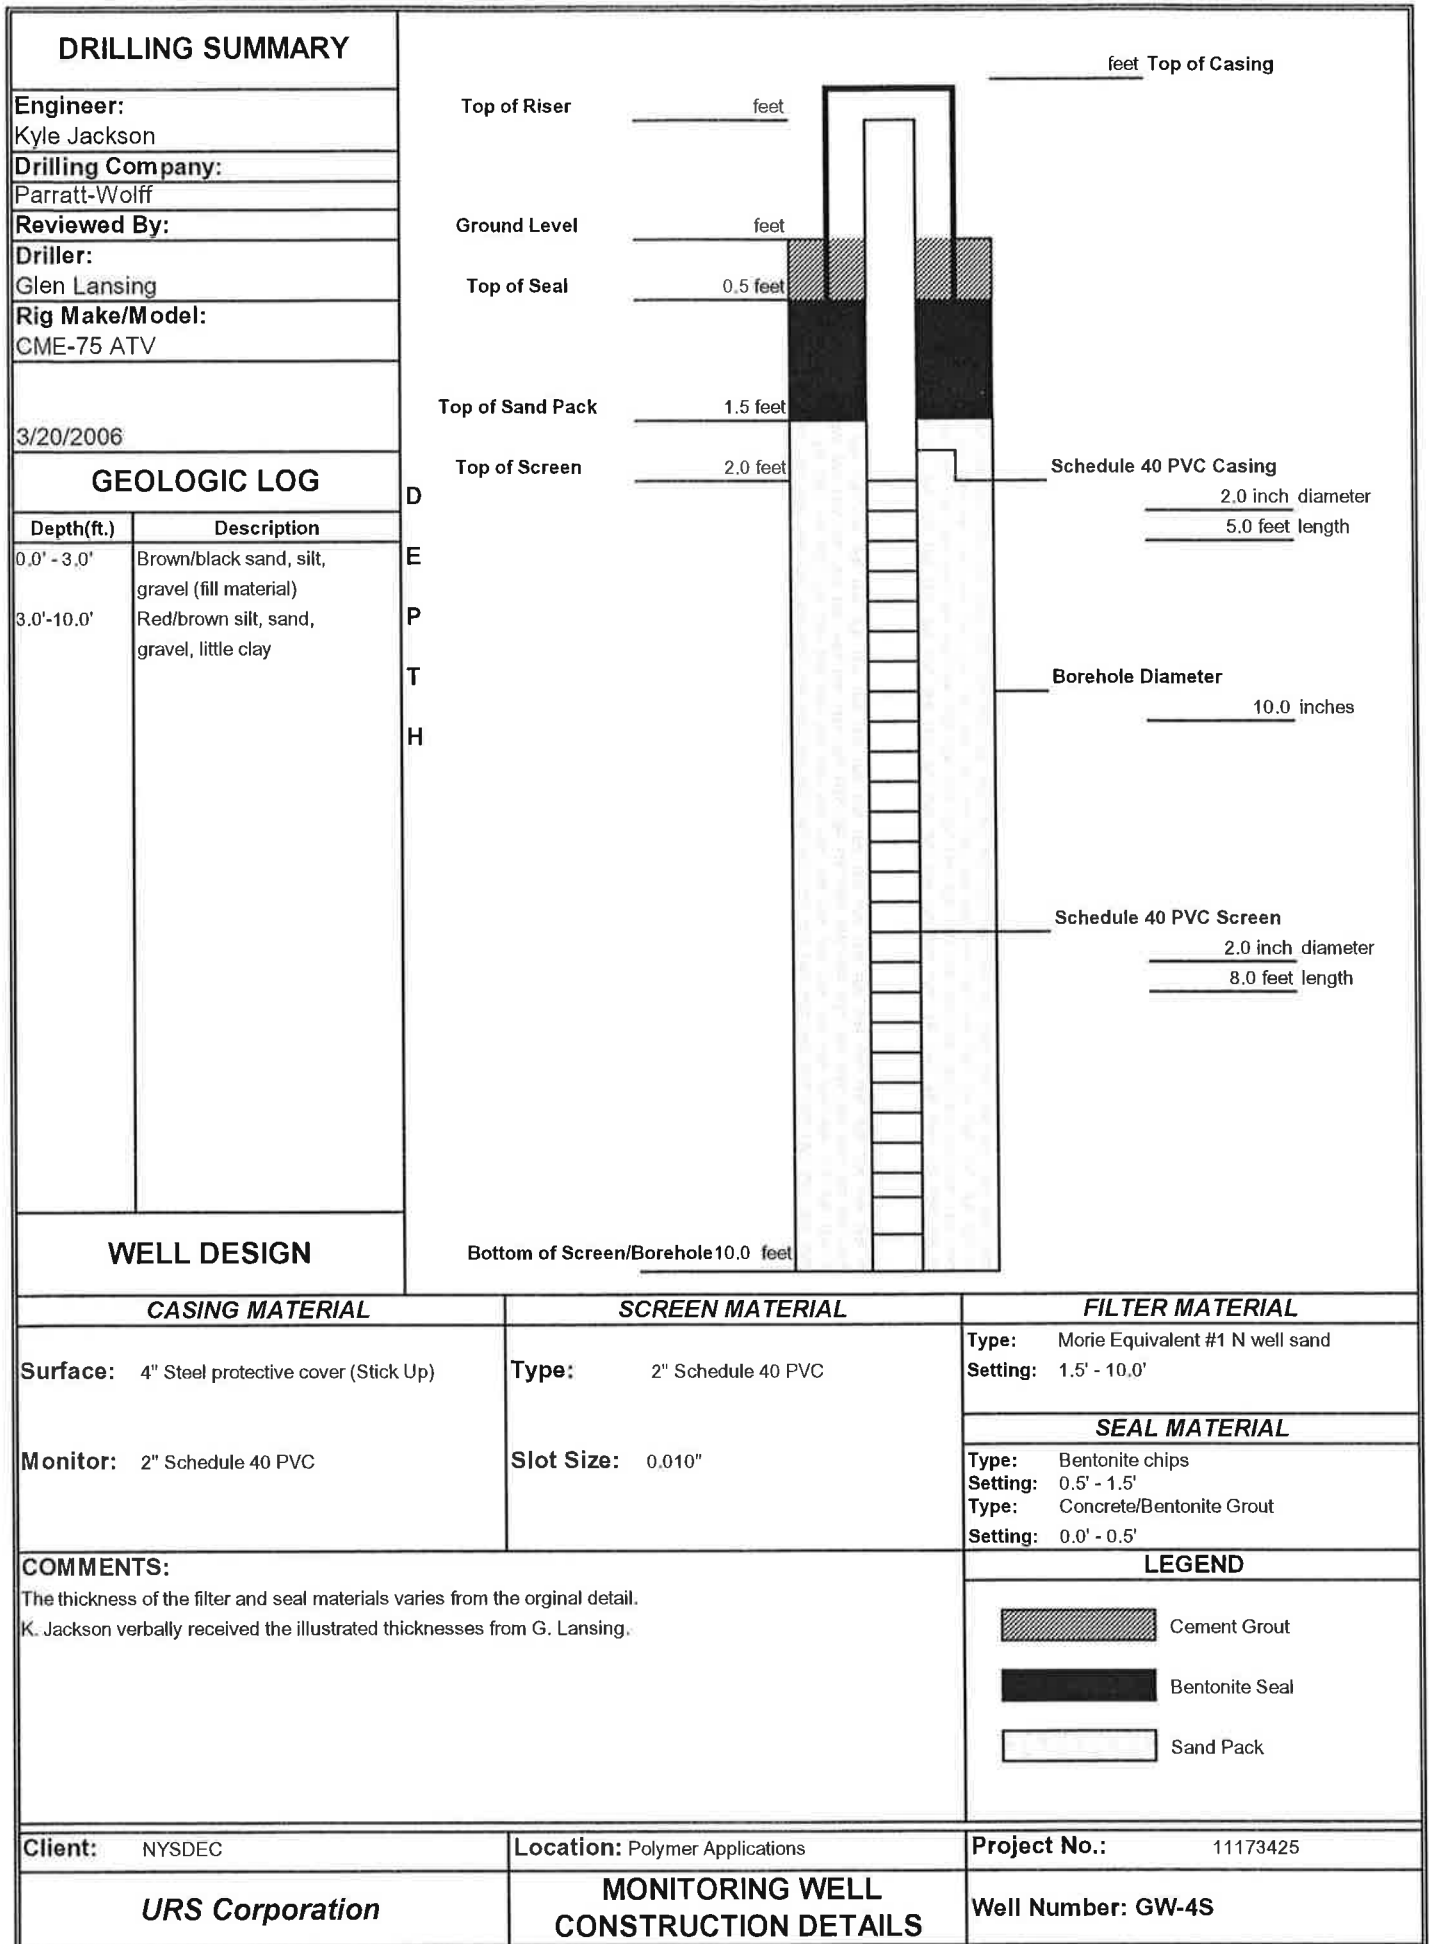 DRILLING SUMMARY
Engineer:
Kyle Jackson
Drilling Company:
Parratt-Wolff
Reviewed By:
Driller:
Glen Lansing
Rig Make/Model:
CME-75 ATV
3/20/2006
GEOLOGIC LOG
Depth(ft.) Description
0.0' - 3.0' Brown/black sand, silt,
gravel (fill material)
3.0'-10.0' Red/brown silt, sand,
gravel, little clay
D
E
P
T
H
feet Top of Casing
Top of Riser feet
Ground Level feet
Top of Seal 0.5 feet
Top of Sand Pack 1.5 feet
Top of Screen 2.0 feet
Schedule 40 PVC Casing
2.0 inch diameter
5.0 feet length
Borehole Diameter
10.0 inches
Schedule 40 PVC Screen
2.0 inch diameter
8.0 feet length
Bottom of Screen/Borehole 10.0 feet
WELL DESIGN
CASING MATERIAL
Surface: 4" Steel protective cover (Stick Up)
Monitor: 2" Schedule 40 PVC
SCREEN MATERIAL
Type: 2" Schedule 40 PVC
Slot Size: 0.010"
FILTER MATERIAL
Type: Morie Equivalent #1 N well sand
Setting: 1.5' - 10.0'
SEAL MATERIAL
Type: Bentonite chips
Setting: 0.5' - 1.5'
Type: Concrete/Bentonite Grout
Setting: 0.0' - 0.5'
COMMENTS:
The thickness of the filter and seal materials varies from the orginal detail.
K. Jackson verbally received the illustrated thicknesses from G. Lansing.
LEGEND
Cement Grout
Bentonite Seal
Sand Pack
Client: NYSDEC
Location: Polymer Applications
Project No.: 11173425
URS Corporation
MONITORING WELL
CONSTRUCTION DETAILS
Well Number: GW-4S